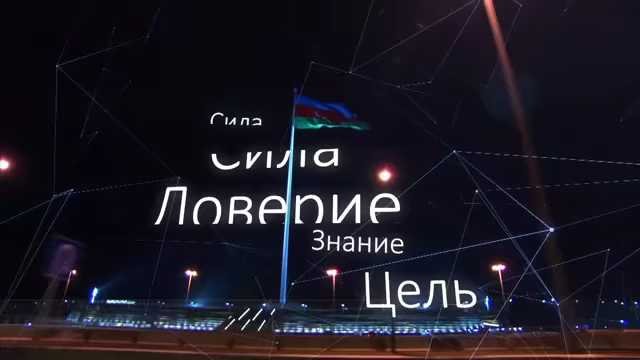 Сила
Сила
Доверие
Знание
Цель